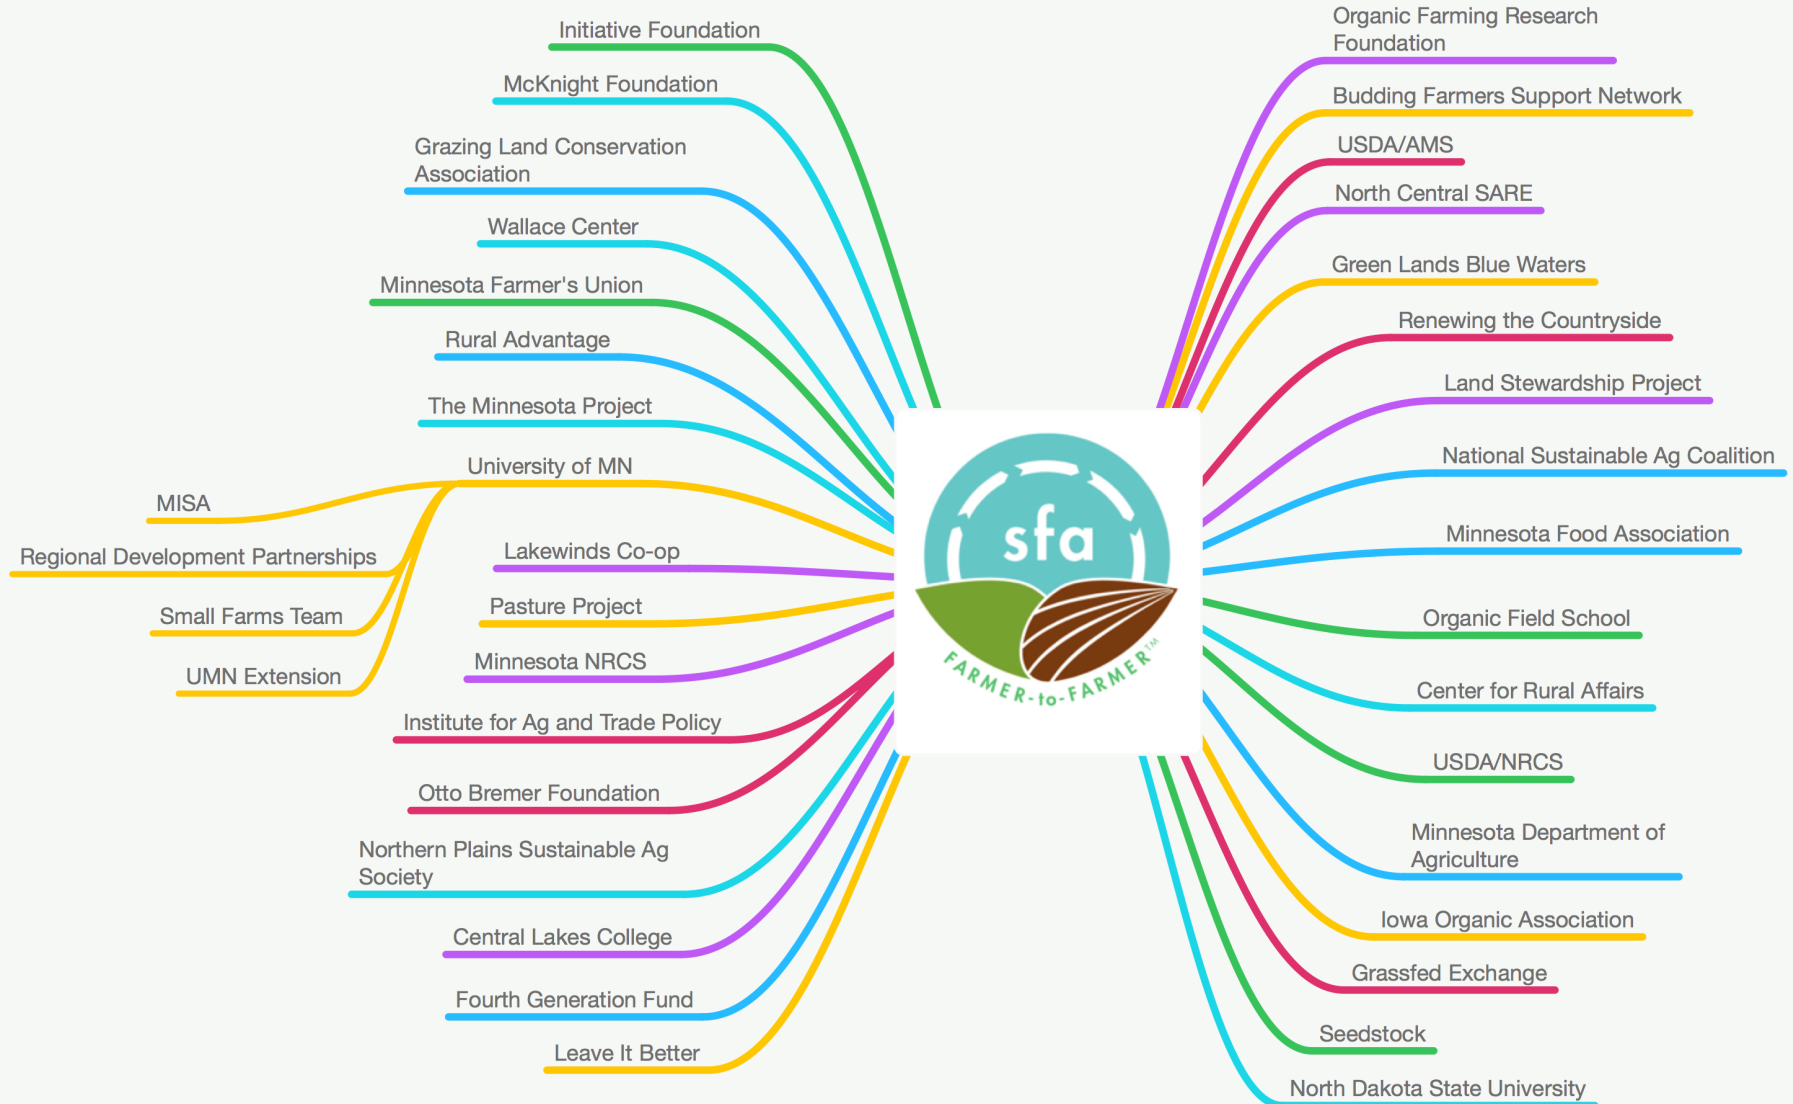 Initiative Foundation
McKnight Foundation
Grazing Land Conservation
Association
Wallace Center
Minnesota Farmer's Union
Rural Advantage
The Minnesota Project
University of MN
MISA
Regional Development Partnerships
Small Farms Team
UMN Extension
Lakewinds Co-op
Pasture Project
Minnesota NRCS
Institute for Ag and Trade Policy
Otto Bremer Foundation
Northern Plains Sustainable Ag
Society
Central Lakes College
Fourth Generation Fund
Leave It Better
sfa
FARMER-to-FARMER™
Organic Farming Research
Foundation
Budding Farmers Support Network
USDA/AMS
North Central SARE
Green Lands Blue Waters
Renewing the Countryside
Land Stewardship Project
National Sustainable Ag Coalition
Minnesota Food Association
Organic Field School
Center for Rural Affairs
USDA/NRCS
Minnesota Department of
Agriculture
Iowa Organic Association
Grassfed Exchange
Seedstock
North Dakota State University